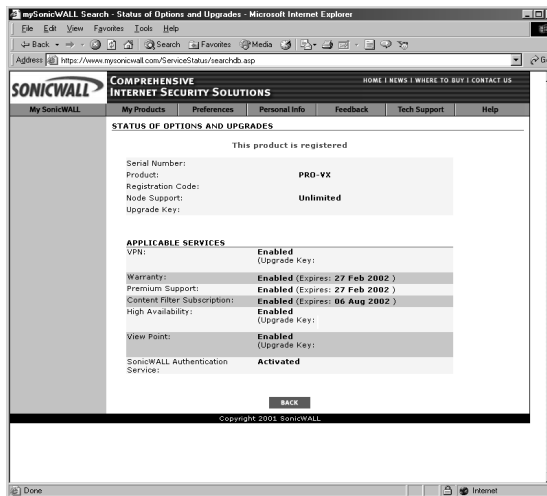 mySonicWALL Search - Status of Options and Upgrades - Microsoft Internet Explorer
File Edit View Favorites Tools Help
Back Search Favorites Media
Address https://www.mysonicwall.com/ServiceStatus/searchdb.asp
SONICWALL COMPREHENSIVE INTERNET SECURITY SOLUTIONS
HOME | NEWS | WHERE TO BUY | CONTACT US
My SonicWALL My Products Preferences Personal Info Feedback Tech Support Help
STATUS OF OPTIONS AND UPGRADES
This product is registered
Serial Number:
Product: PRO-VX
Registration Code:
Node Support: Unlimited
Upgrade Key:
APPLICABLE SERVICES
VPN: Enabled
(Upgrade Key:
Warranty: Enabled (Expires: 27 Feb 2002 )
Premium Support: Enabled (Expires: 27 Feb 2002 )
Content Filter Subscription: Enabled (Expires: 06 Aug 2002 )
High Availability: Enabled
(Upgrade Key:
View Point: Enabled
(Upgrade Key:
SonicWALL Authentication Service: Activated
BACK
Copyright 2001 SonicWALL
Done Internet